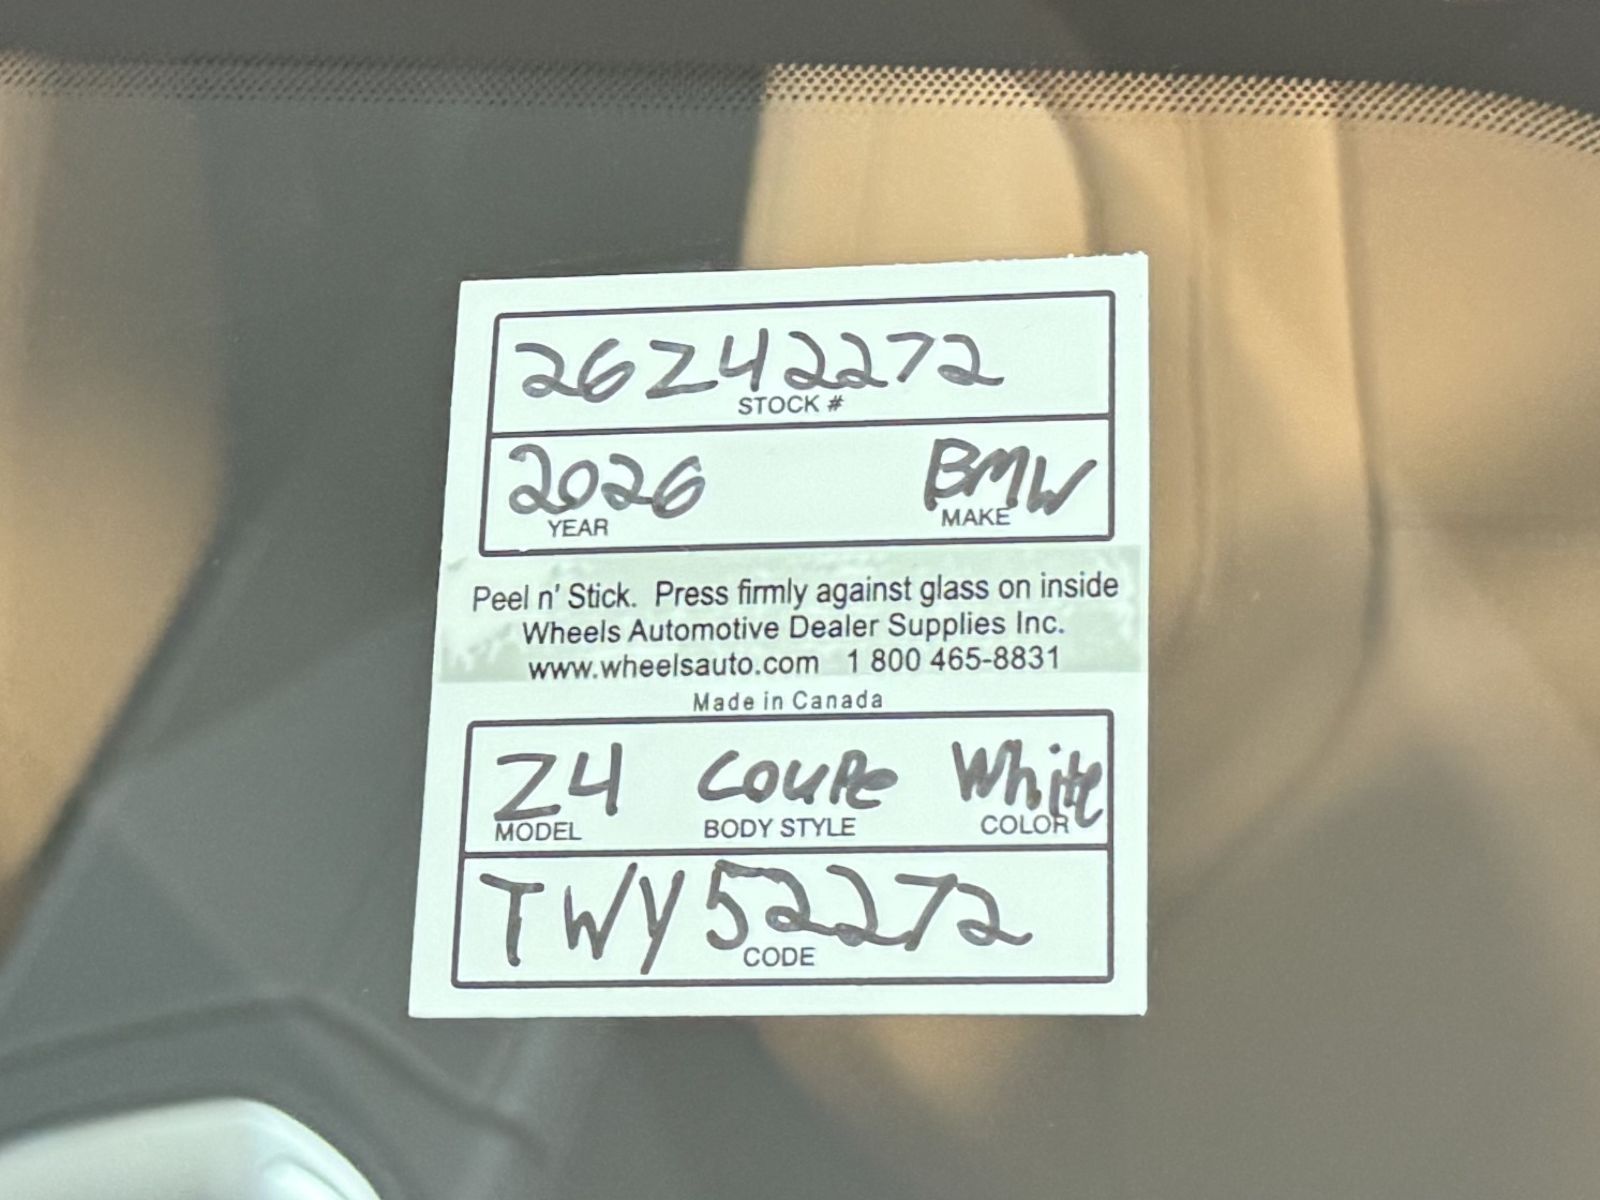 26Z42272
STOCK #
2026 BMW
YEAR MAKE
Peel n' Stick. Press firmly against glass on inside
Wheels Automotive Dealer Supplies Inc.
www.wheelsauto.com 1 800 465-8831
Made in Canada
Z4 Coupe White
MODEL BODY STYLE COLOR
TWY52272
CODE